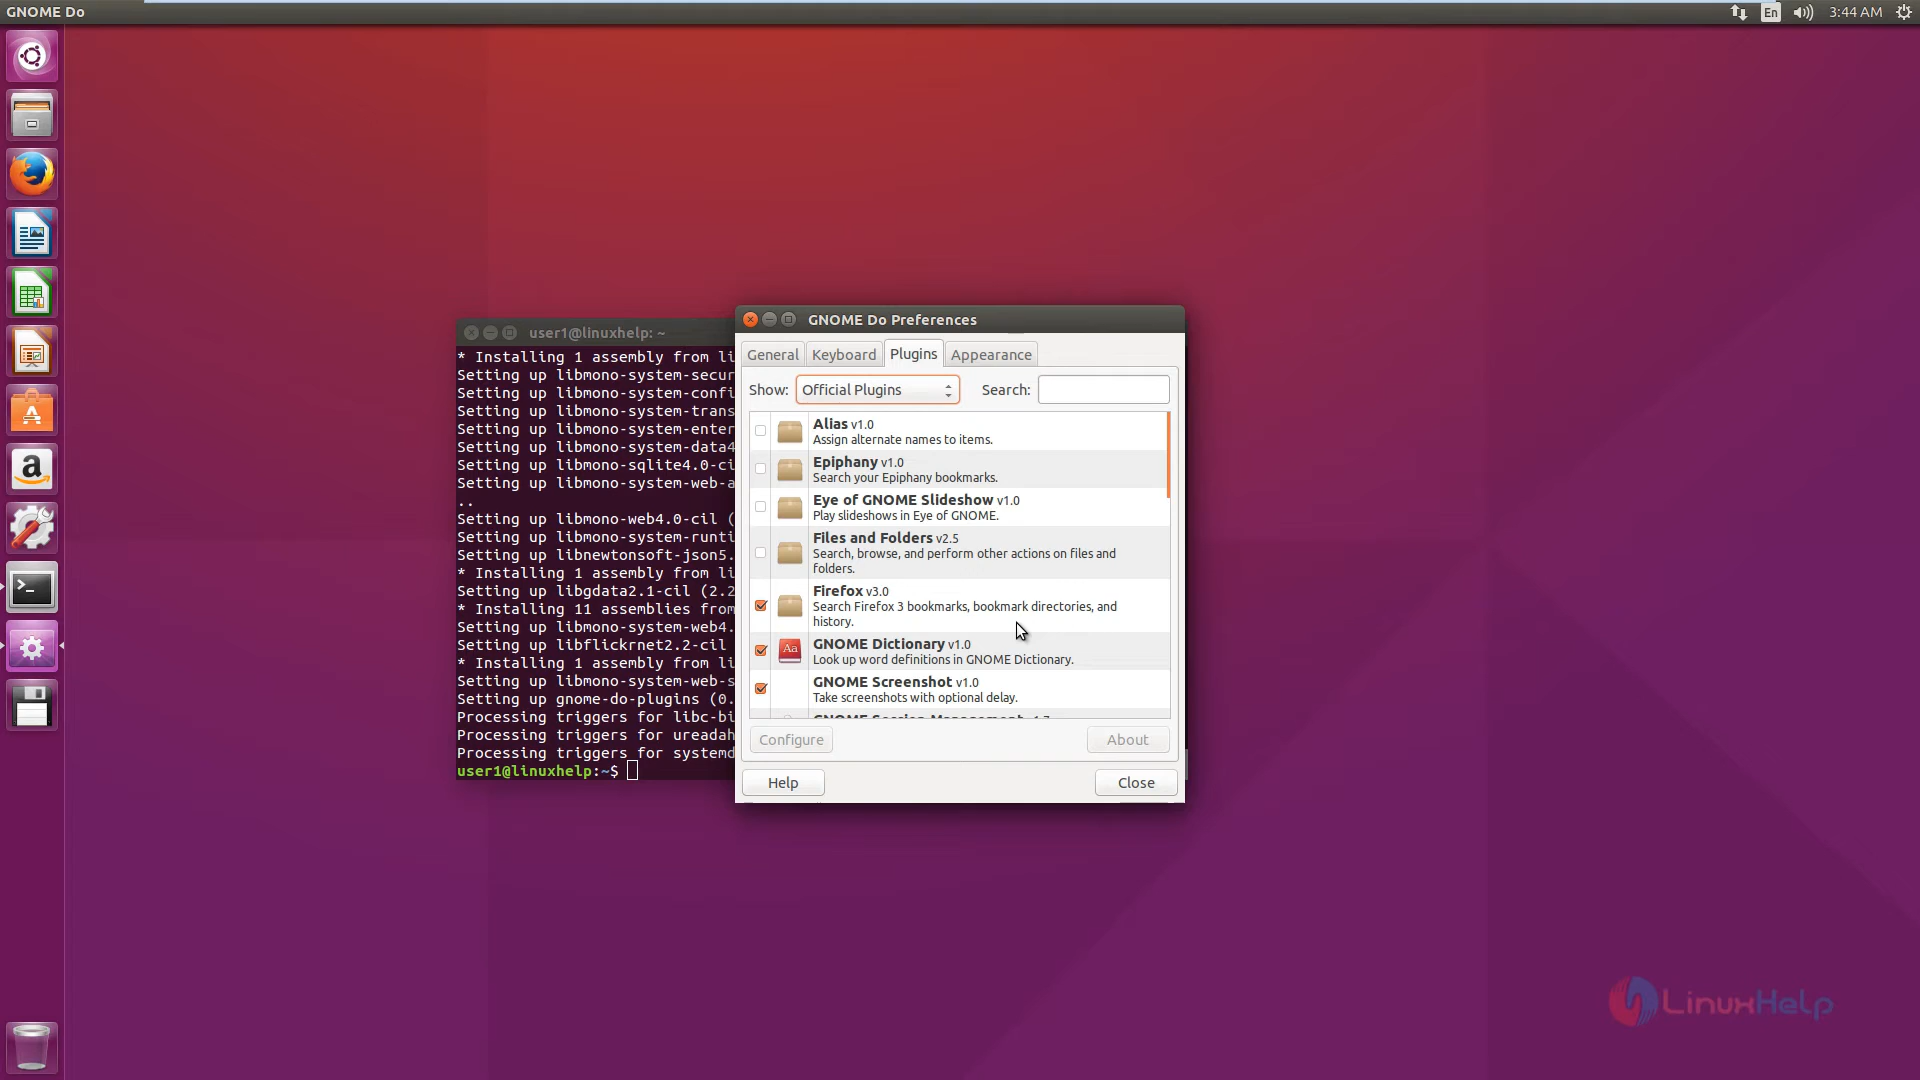 GNOME Do
En
3:44 AM
user1@linuxhelp: ~
* Installing 1 assembly from li
Setting up libmono-system-secur
Setting up libmono-system-confi
Setting up libmono-system-trans
Setting up libmono-system-enter
Setting up libmono-system-data4
Setting up libmono-sqlite4.0-ci
Setting up libmono-system-web-a
..
Setting up libmono-web4.0-cil (
Setting up libmono-system-runti
Setting up libnewtonsoft-json5.
* Installing 1 assembly from li
Setting up libgdata2.1-cil (2.2
* Installing 11 assemblies from
Setting up libmono-system-web4.
Setting up libflickrnet2.2-cil
* Installing 1 assembly from li
Setting up libmono-system-web-s
Setting up gnome-do-plugins (0.
Processing triggers for libc-bi
Processing triggers for ureadah
Processing triggers for systemd
user1@linuxhelp:~$
GNOME Do Preferences
General Keyboard Plugins Appearance
Show: Official Plugins Search:
Alias v1.0
Assign alternate names to items.
Epiphany v1.0
Search your Epiphany bookmarks.
Eye of GNOME Slideshow v1.0
Play slideshows in Eye of GNOME.
Files and Folders v2.5
Search, browse, and perform other actions on files and
folders.
Firefox v3.0
Search Firefox 3 bookmarks, bookmark directories, and
history.
GNOME Dictionary v1.0
Look up word definitions in GNOME Dictionary.
GNOME Screenshot v1.0
Take screenshots with optional delay.
GNOME Session Management
Configure About
Help Close
LinuxHelp